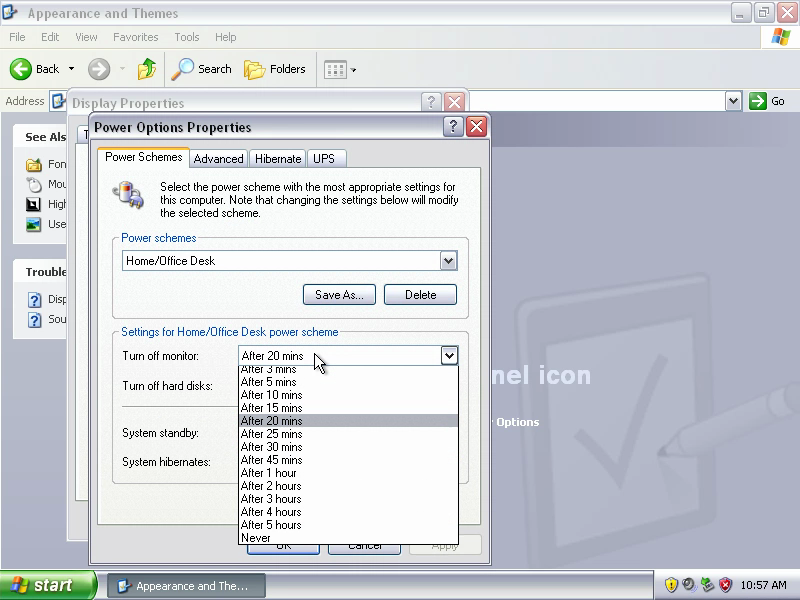 Appearance and Themes
File Edit View Favorites Tools Help
Back Search Folders
Address Go
Display Properties
Power Options Properties
See Als
Fon
Mou
High
Use
Trouble
Disp
Sou
Power Schemes Advanced Hibernate UPS
Select the power scheme with the most appropriate settings for
this computer. Note that changing the settings below will modify
the selected scheme.
Power schemes
Home/Office Desk
Save As... Delete
Settings for Home/Office Desk power scheme
Turn off monitor: After 20 mins
Turn off hard disks:
System standby:
System hibernates:
After 3 mins
After 5 mins
After 10 mins
After 15 mins
After 20 mins
After 25 mins
After 30 mins
After 45 mins
After 1 hour
After 2 hours
After 3 hours
After 4 hours
After 5 hours
Never
OK Cancel Apply
nel icon
Options
start Appearance and The... 10:57 AM